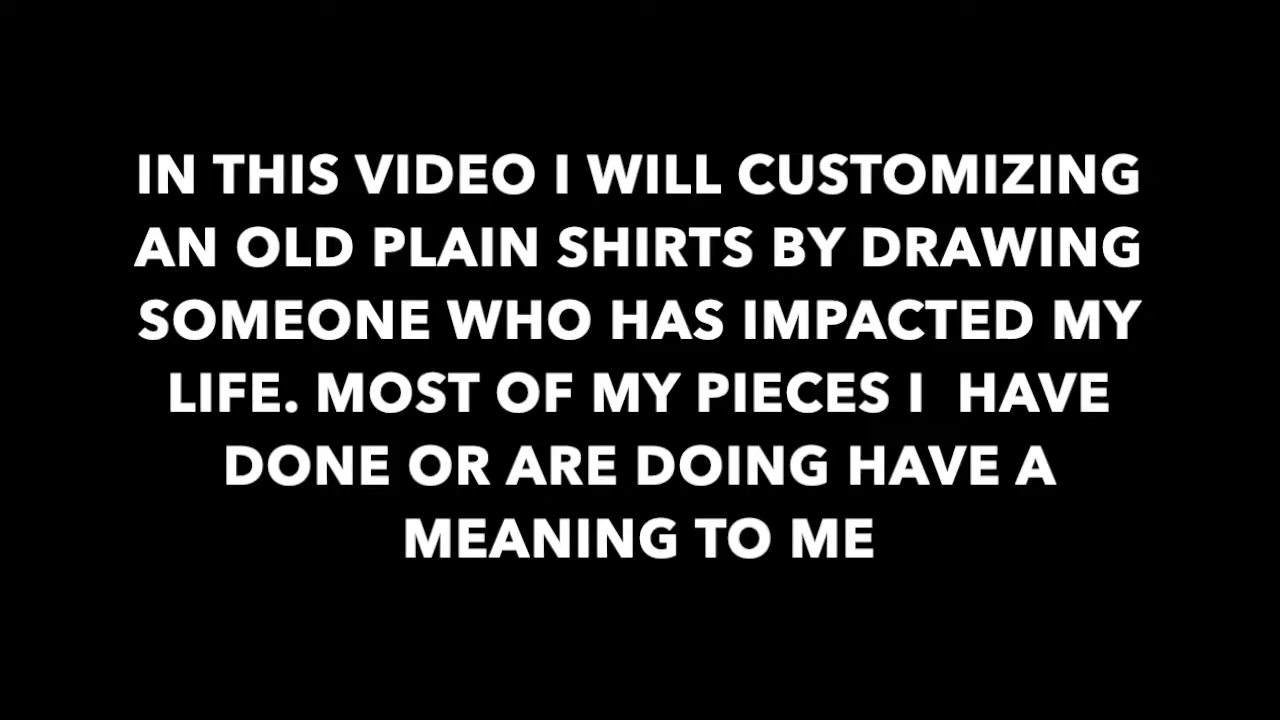 IN THIS VIDEO I WILL CUSTOMIZING
AN OLD PLAIN SHIRTS BY DRAWING
SOMEONE WHO HAS IMPACTED MY
LIFE. MOST OF MY PIECES I  HAVE
DONE OR ARE DOING HAVE A
MEANING TO ME